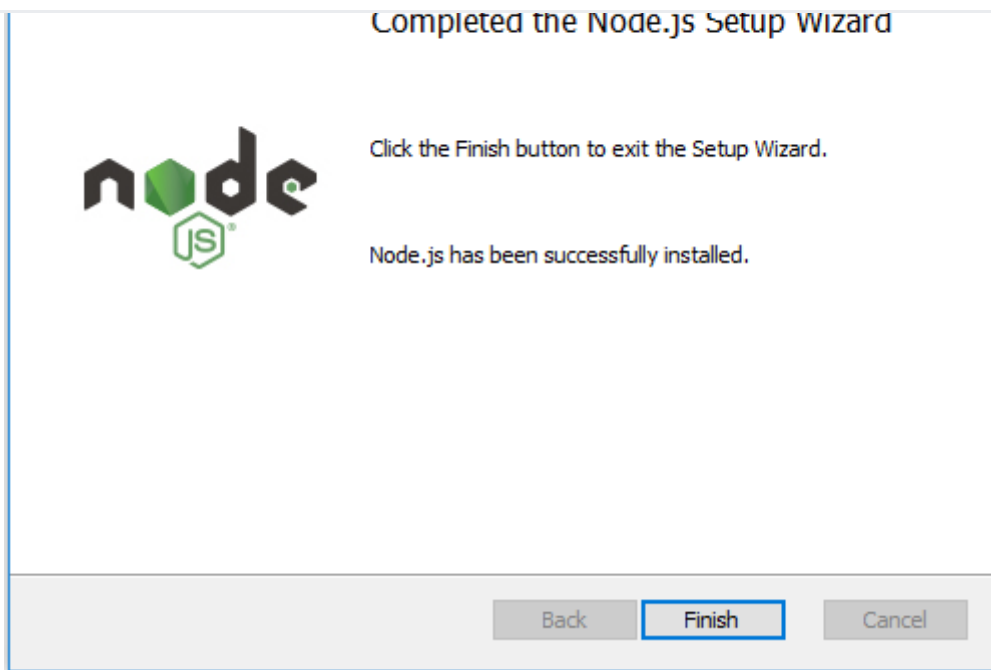 Completed the Node.js Setup Wizard
Click the Finish button to exit the Setup Wizard.
node
JS®
Node.js has been successfully installed.
Back Finish Cancel